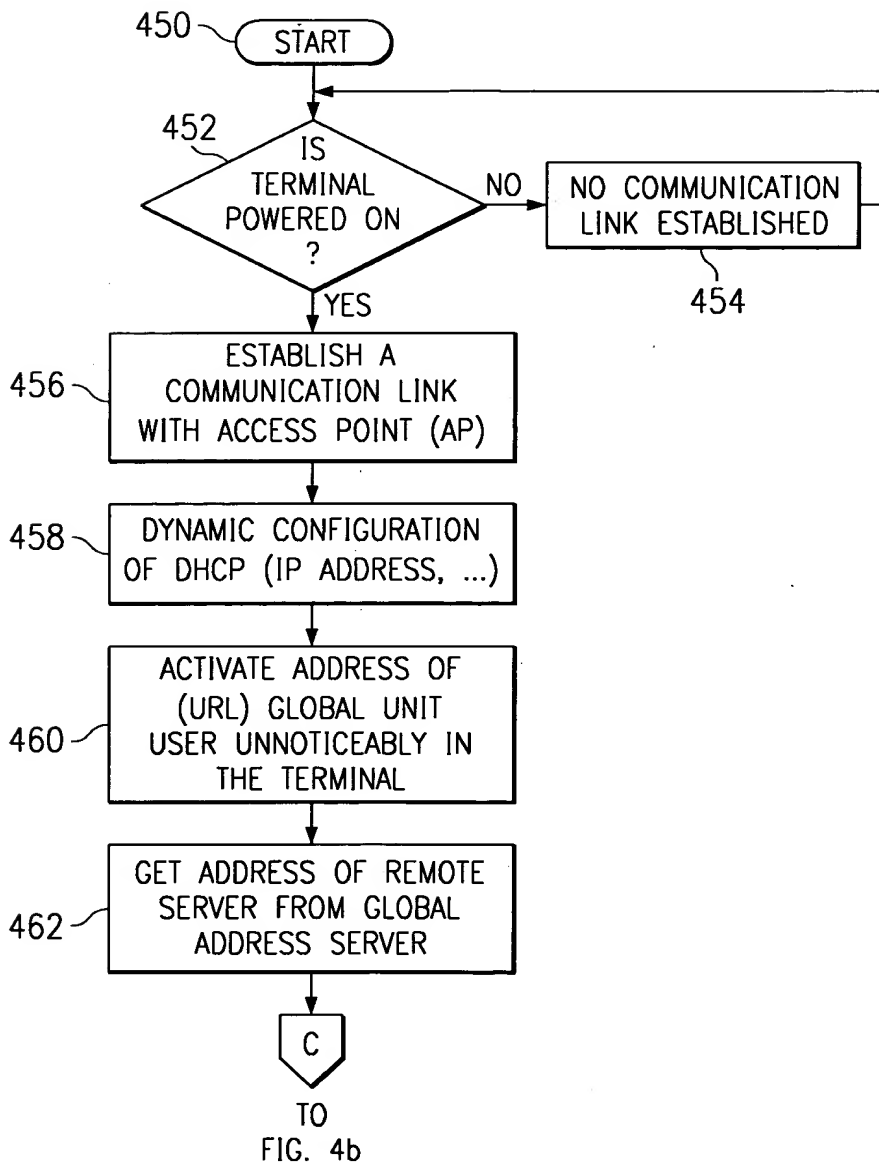 450
START
452
IS
TERMINAL
POWERED ON
?
NO
NO COMMUNICATION
LINK ESTABLISHED
454
YES
456
ESTABLISH A
COMMUNICATION LINK
WITH ACCESS POINT (AP)
458
DYNAMIC CONFIGURATION
OF DHCP (IP ADDRESS, ...)
460
ACTIVATE ADDRESS OF
(URL) GLOBAL UNIT
USER UNNOTICEABLY IN
THE TERMINAL
462
GET ADDRESS OF REMOTE
SERVER FROM GLOBAL
ADDRESS SERVER
C
TO
FIG. 4b